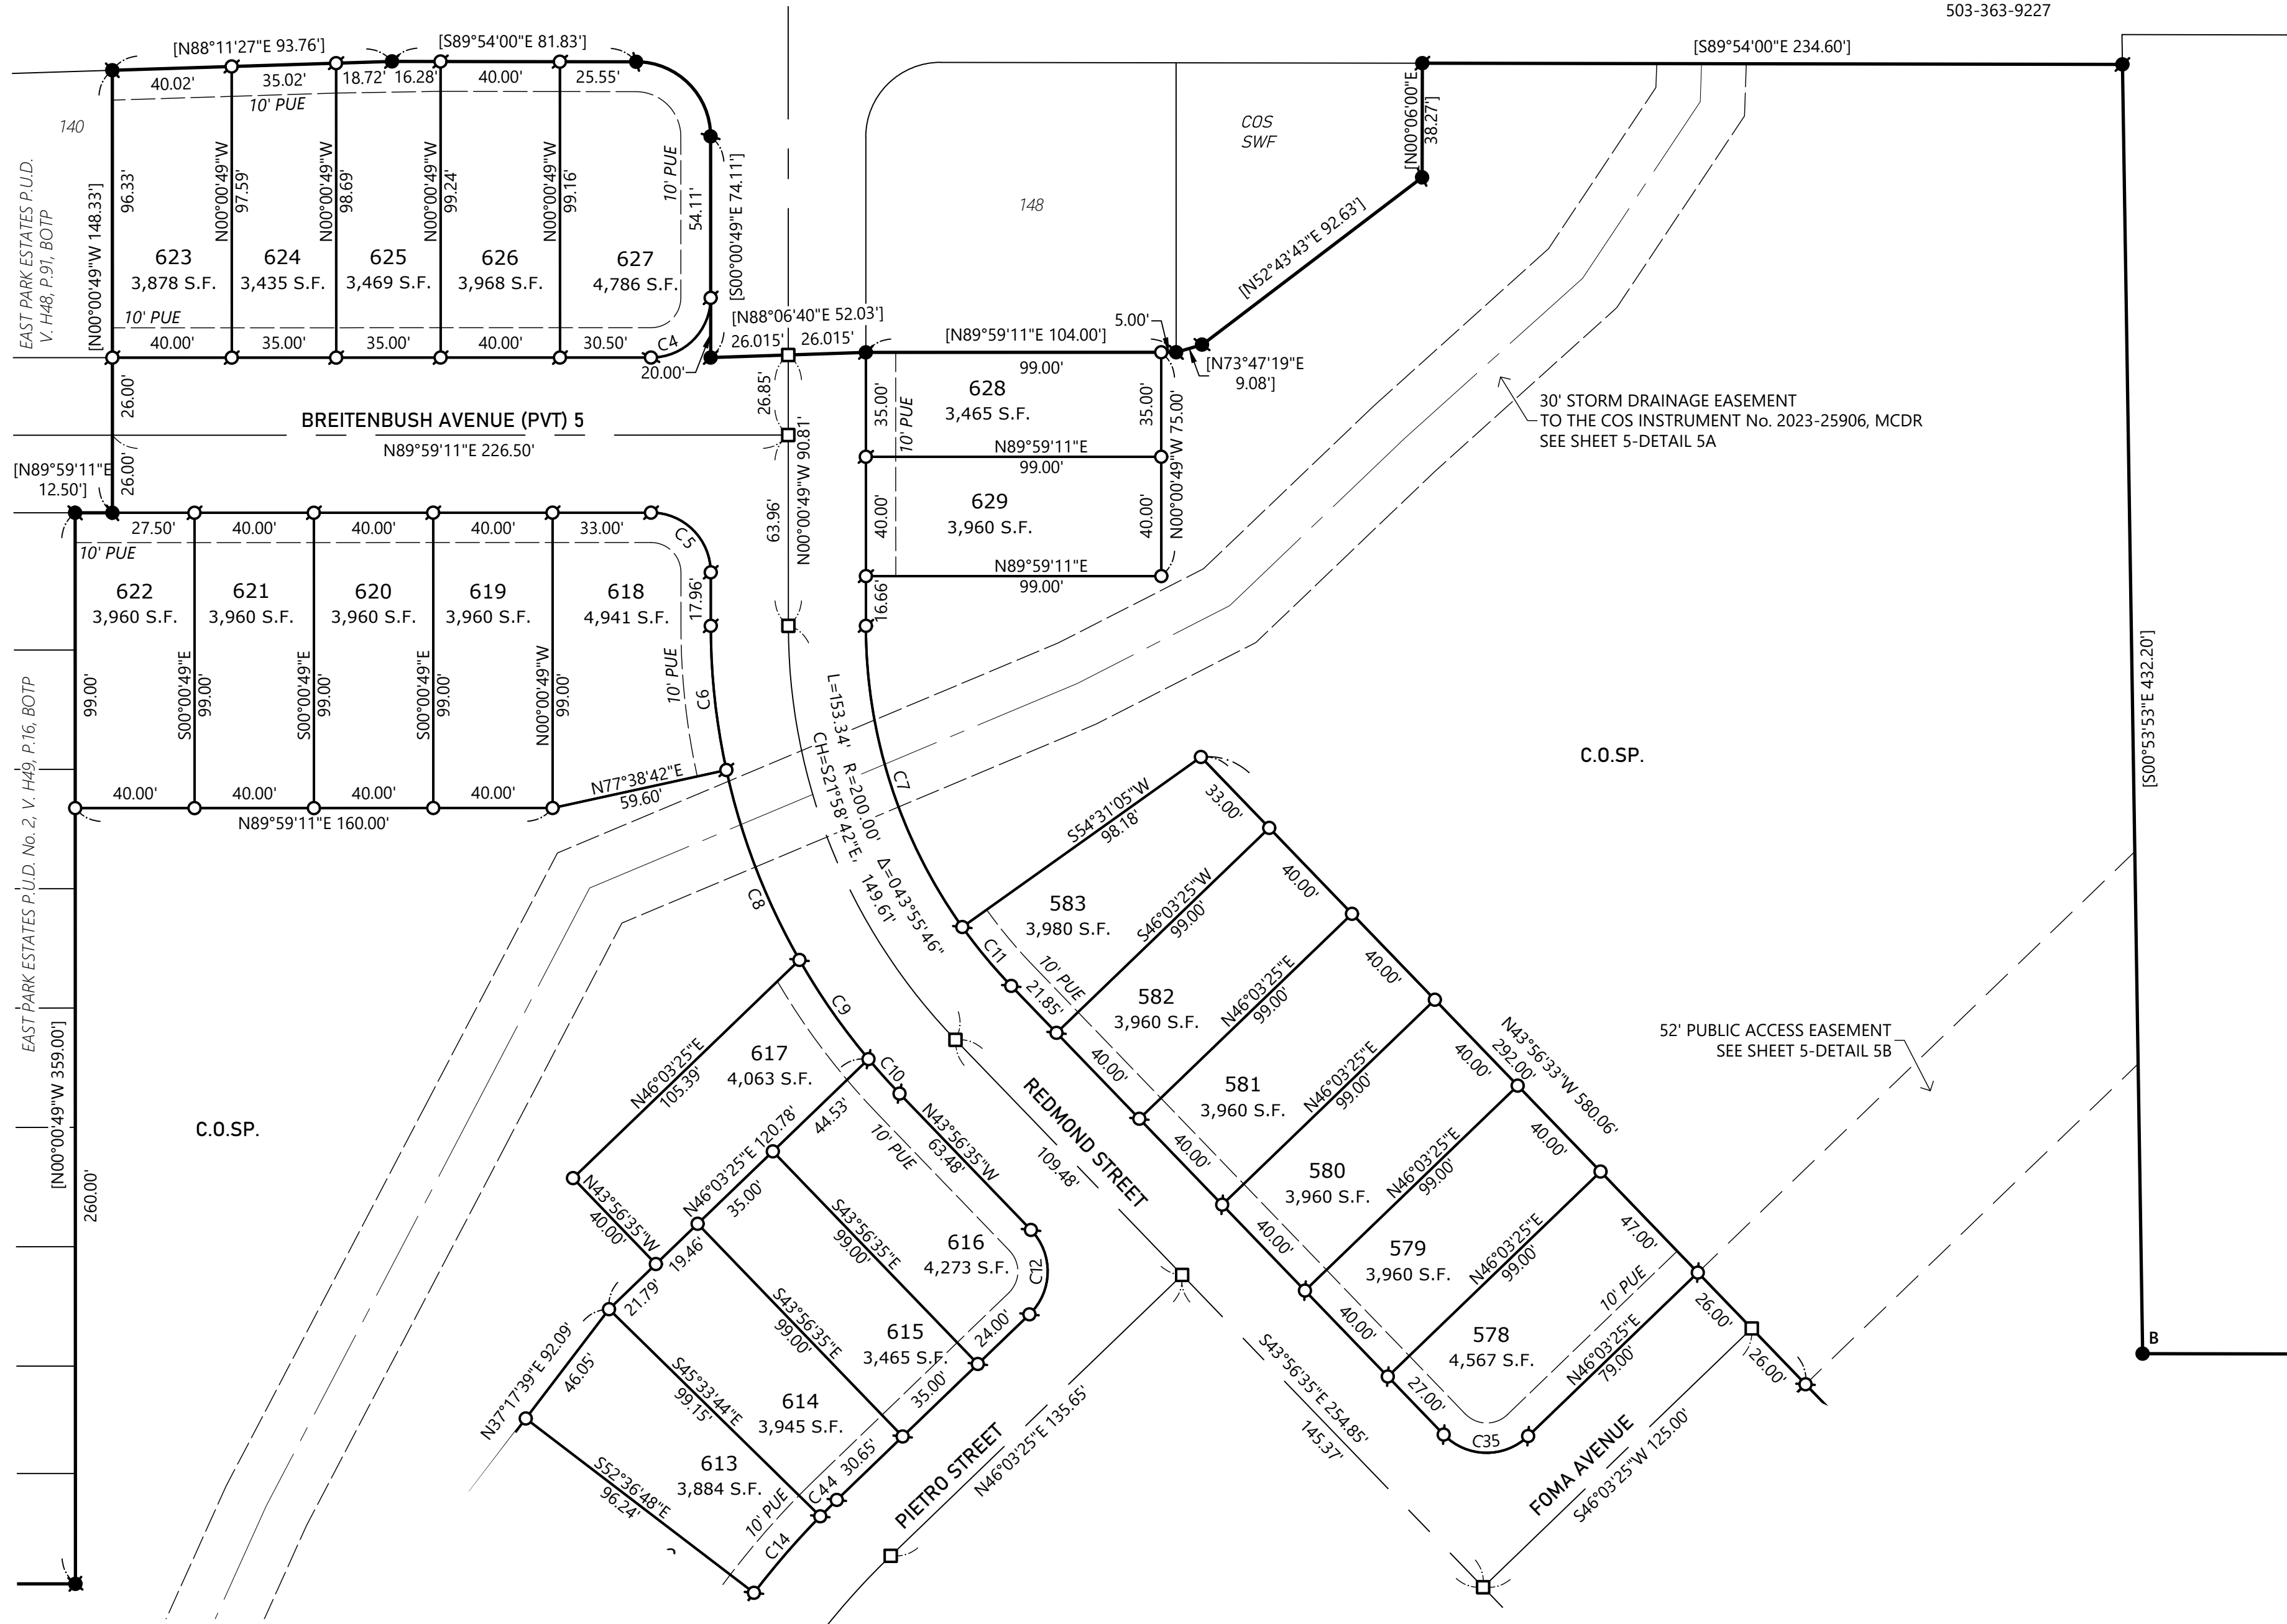 503-363-9227
[N88°11'27"E 93.76']
[S89°54'00"E 81.83']
[S89°54'00"E 234.60']
40.02'
35.02'
18.72'
16.28'
40.00'
25.55'
10' PUE
140
EAST PARK ESTATES P.U.D.
V. H48, P.91, BOTP
[N00°00'49"W 148.33']
96.33'
N00°00'49"W
97.59'
N00°00'49"W
98.69'
N00°00'49"W
99.24'
N00°00'49"W
99.16'
10' PUE
54.11'
[S00°00'49"E 74.11']
623
3,878 S.F.
624
3,435 S.F.
625
3,469 S.F.
626
3,968 S.F.
627
4,786 S.F.
10' PUE
40.00'
35.00'
35.00'
40.00'
30.50'
C4
20.00'
148
COS
SWF
[N00°06'00"E
38.27']
[N52°43'43"E 92.63']
[N88°06'40"E 52.03']
26.015'
26.015'
[N89°59'11"E 104.00']
5.00'
[N73°47'19"E
9.08']
99.00'
26.00'
BREITENBUSH AVENUE (PVT) 5
N89°59'11"E 226.50'
26.00'
[N89°59'11"E
12.50']
26.85'
63.96'
N00°00'49"W 90.81'
628
3,465 S.F.
35.00'
10' PUE
35.00'
N00°00'49"W 75.00'
N89°59'11"E
99.00'
629
3,960 S.F.
40.00'
40.00'
N89°59'11"E
99.00'
16.66'
30' STORM DRAINAGE EASEMENT
TO THE COS INSTRUMENT No. 2023-25906, MCDR
SEE SHEET 5-DETAIL 5A
27.50'
40.00'
40.00'
40.00'
33.00'
C5
10' PUE
622
3,960 S.F.
621
3,960 S.F.
620
3,960 S.F.
619
3,960 S.F.
618
4,941 S.F.
17.96'
10' PUE
C6
99.00'
S00°00'49"E
99.00'
S00°00'49"E
99.00'
S00°00'49"E
99.00'
N00°00'49"W
99.00'
40.00'
40.00'
40.00'
40.00'
N89°59'11"E 160.00'
N77°38'42"E
59.60'
EAST PARK ESTATES P.U.D. No. 2, V. H49, P.16, BOTP
[N00°00'49"W 359.00']
260.00'
C.O.SP.
L=153.34' R=200.00' Δ=043°55'46"
CH=S21°58'42"E, 149.61'
C7
C8
C.O.SP.
[S00°53'53"E 432.20']
S54°31'05"W
98.18'
33.00'
583
3,980 S.F.
C11
10' PUE
21.85'
S46°03'25"W
99.00'
40.00'
582
3,960 S.F.
40.00'
N46°03'25"E
99.00'
40.00'
581
3,960 S.F.
40.00'
N46°03'25"E
99.00'
40.00'
N43°56'33"W 580.06'
292.00'
580
3,960 S.F.
40.00'
N46°03'25"E
99.00'
40.00'
579
3,960 S.F.
40.00'
N46°03'25"E
99.00'
47.00'
578
4,567 S.F.
10' PUE
27.00'
C35
N46°03'25"E
79.00'
26.00'
26.00'
52' PUBLIC ACCESS EASEMENT
SEE SHEET 5-DETAIL 5B
B
C9
617
4,063 S.F.
N46°03'25"E
105.39'
C10
N43°56'35"W
63.48'
10' PUE
N46°03'25"E 120.78'
44.53'
35.00'
19.46'
N43°56'35"W
40.00'
21.79'
S43°56'35"E
99.00'
616
4,273 S.F.
C12
24.00'
S43°56'35"E
99.00'
615
3,465 S.F.
35.00'
N37°17'39"E 92.09'
46.05'
S45°33'44"E
99.15'
614
3,945 S.F.
30.65'
C44
613
3,884 S.F.
S52°36'48"E
96.24'
10' PUE
C14
REDMOND STREET
109.48'
PIETRO STREET
N46°03'25"E 135.65'
S43°56'35"E 254.85'
145.37'
FOMA AVENUE
S46°03'25"W 125.00'